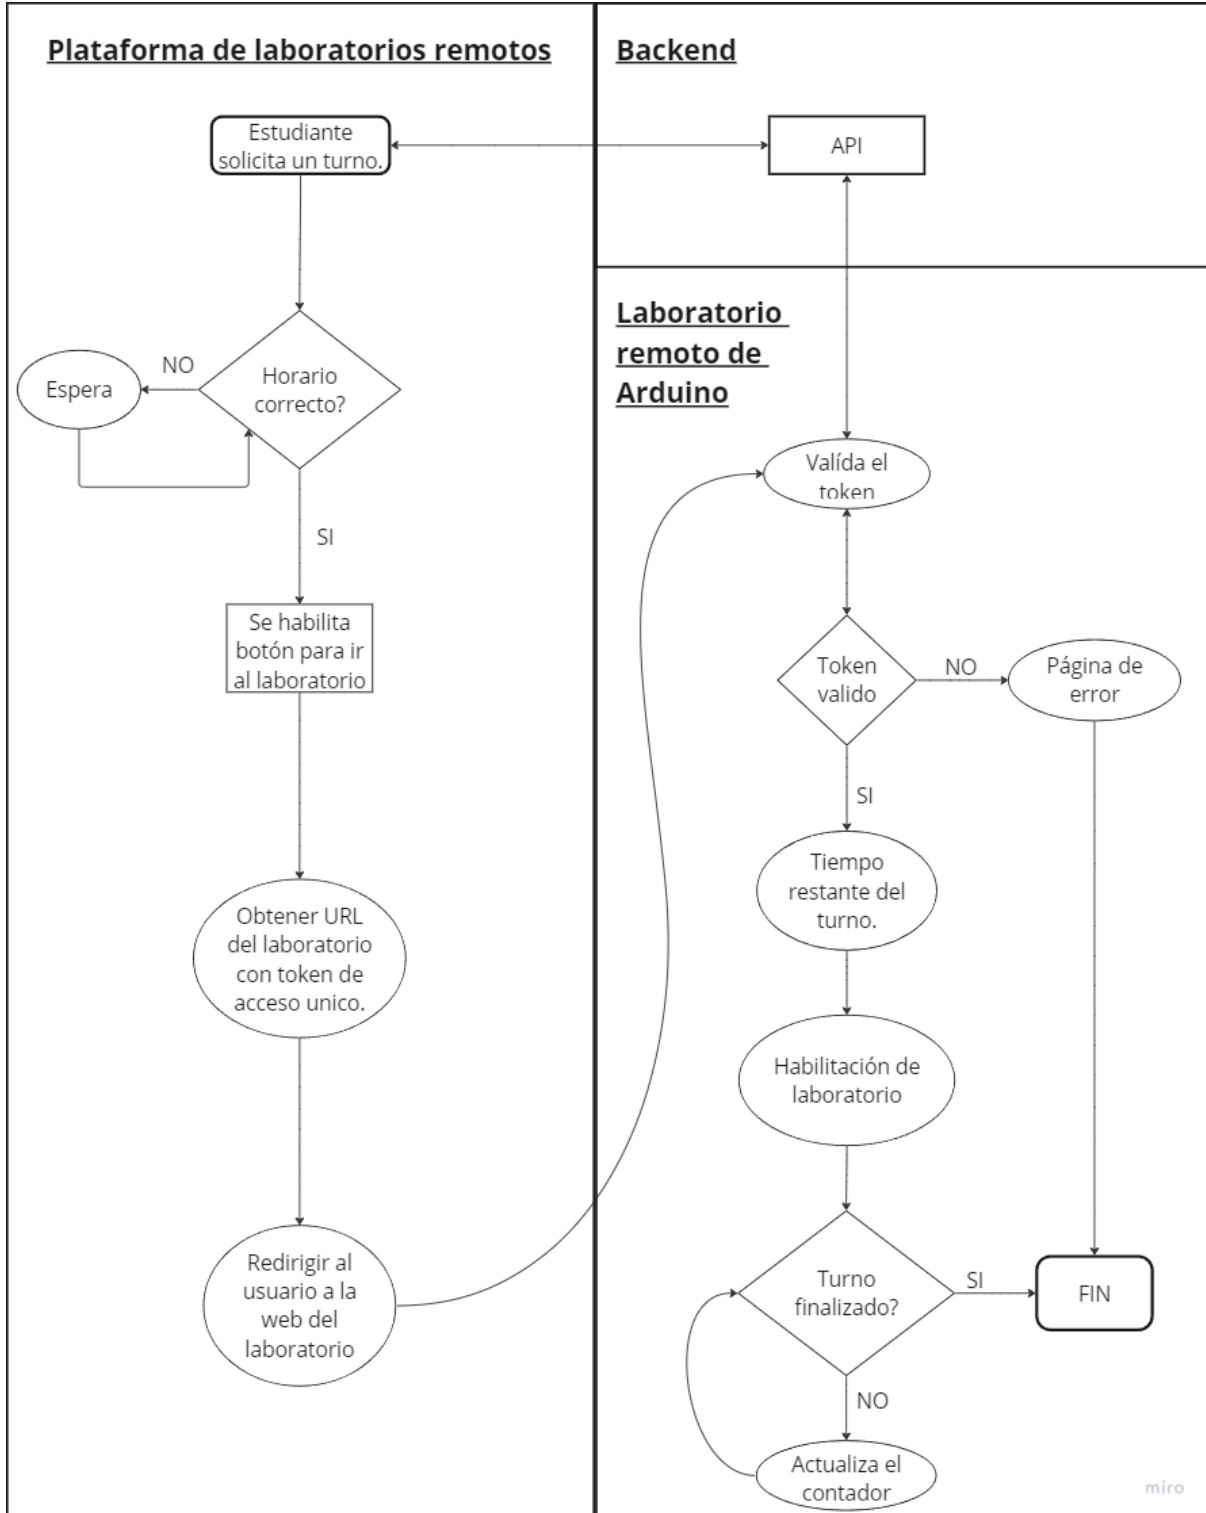 Plataforma de laboratorios remotos
Estudiante
solicita un turno.
Horario
correcto?
NO
Espera
SI
Se habilita
botón para ir
al laboratorio
Obtener URL
del laboratorio
con token de
acceso unico.
Redirigir al
usuario a la
web del
laboratorio
Backend
API
Laboratorio
remoto de
Arduino
Valída el
token
Token
valido
NO
Página de
error
SI
Tiempo
restante del
turno.
Habilitación de
laboratorio
Turno
finalizado?
SI
FIN
NO
Actualiza el
contador
miro